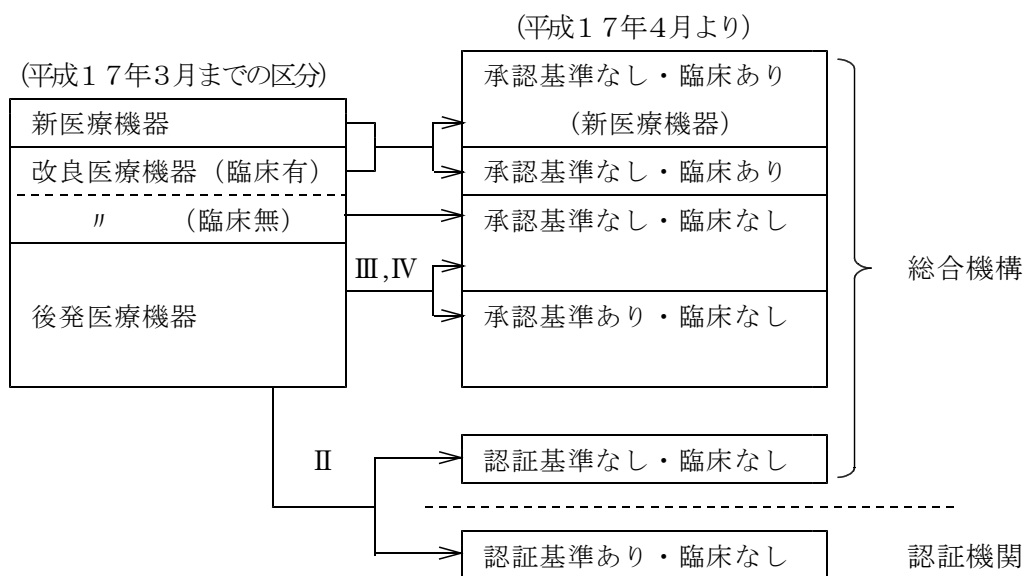 (平成17年4月より)
(平成17年3月までの区分)
新医療機器
改良医療機器(臨床有)
〃 (臨床無)
後発医療機器
Ⅲ,Ⅳ
Ⅱ
承認基準なし・臨床あり
(新医療機器)
承認基準なし・臨床あり
承認基準なし・臨床なし
承認基準あり・臨床なし
認証基準なし・臨床なし
総合機構
認証基準あり・臨床なし
認証機関